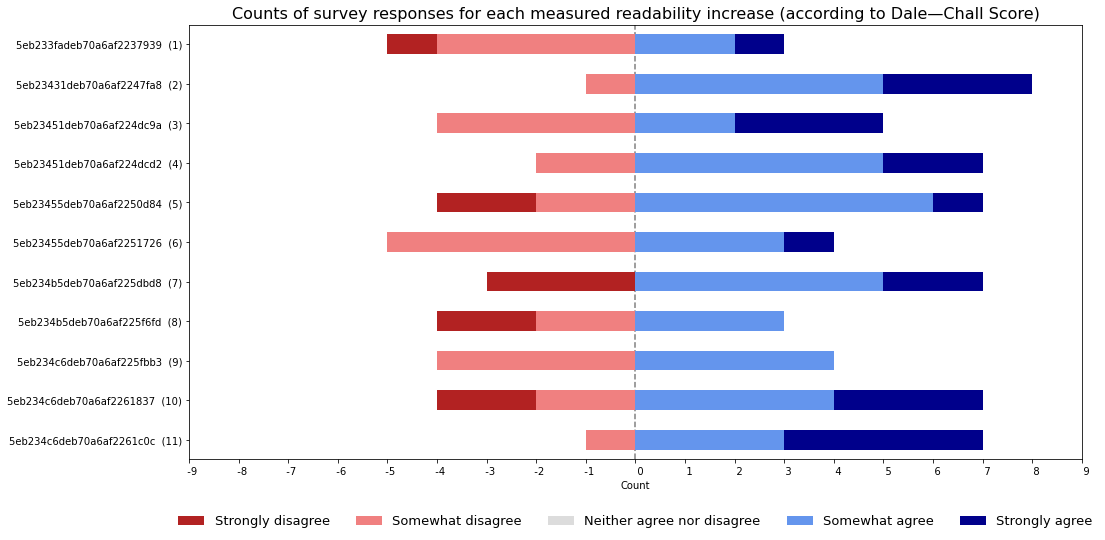 Counts of survey responses for each measured readability increase (according to Dale—Chall Score)
5eb233fadeb70a6af2237939 (1)
5eb23431deb70a6af2247fa8 (2)
5eb23451deb70a6af224dc9a (3)
5eb23451deb70a6af224dcd2 (4)
5eb23455deb70a6af2250d84 (5)
5eb23455deb70a6af2251726 (6)
5eb234b5deb70a6af225dbd8 (7)
5eb234b5deb70a6af225f6fd (8)
5eb234c6deb70a6af225fbb3 (9)
5eb234c6deb70a6af2261837 (10)
5eb234c6deb70a6af2261c0c (11)
-9 -8 -7 -6 -5 -4 -3 -2 -1 0 1 2 3 4 5 6 7 8 9
Count
Strongly disagree Somewhat disagree Neither agree nor disagree Somewhat agree Strongly agree